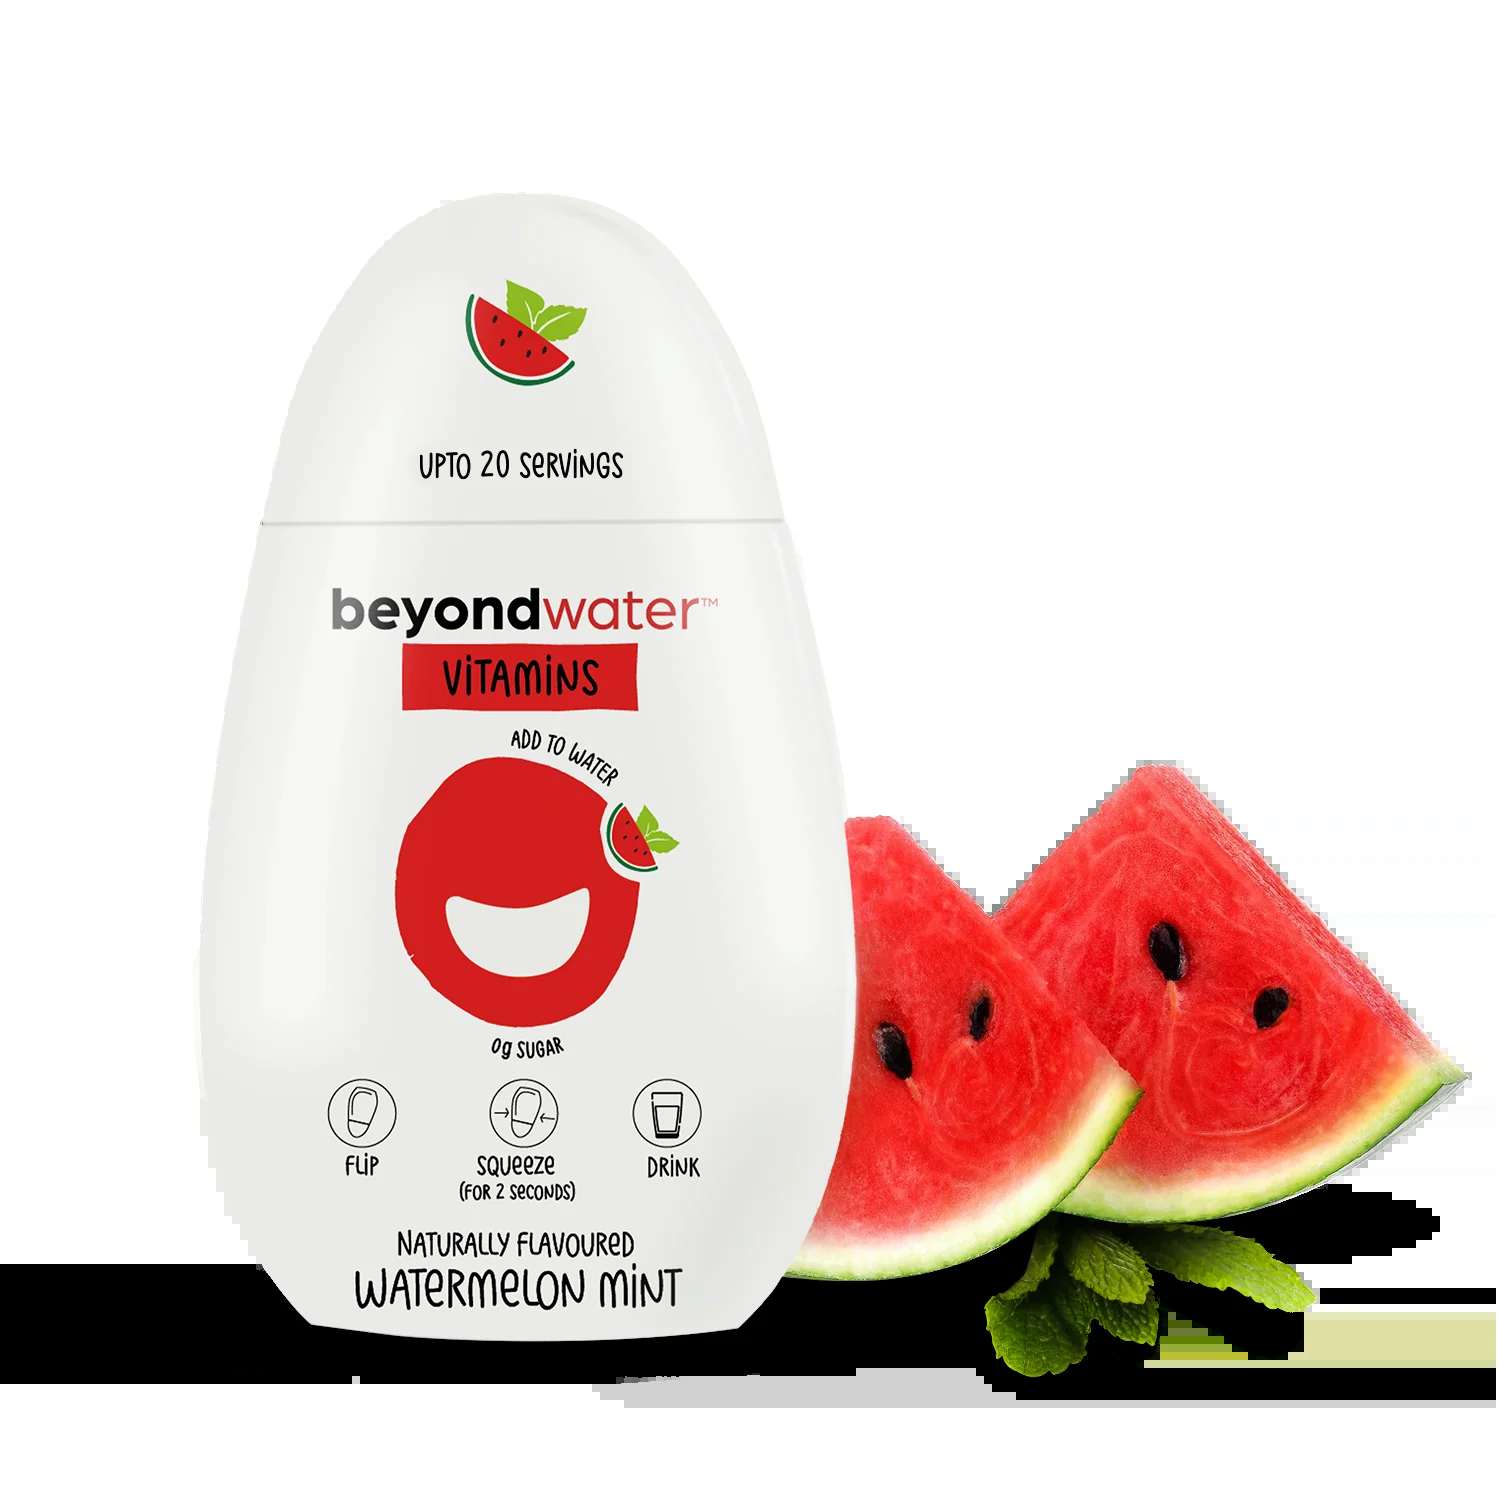 UPTO 20 SERVINGS
beyondwater™
VITAMINS
ADD TO WATER
0g SUGAR
FLIP
SQUEEZE
(FOR 2 SECONDS)
DRINK
NATURALLY FLAVOURED
WATERMELON MINT